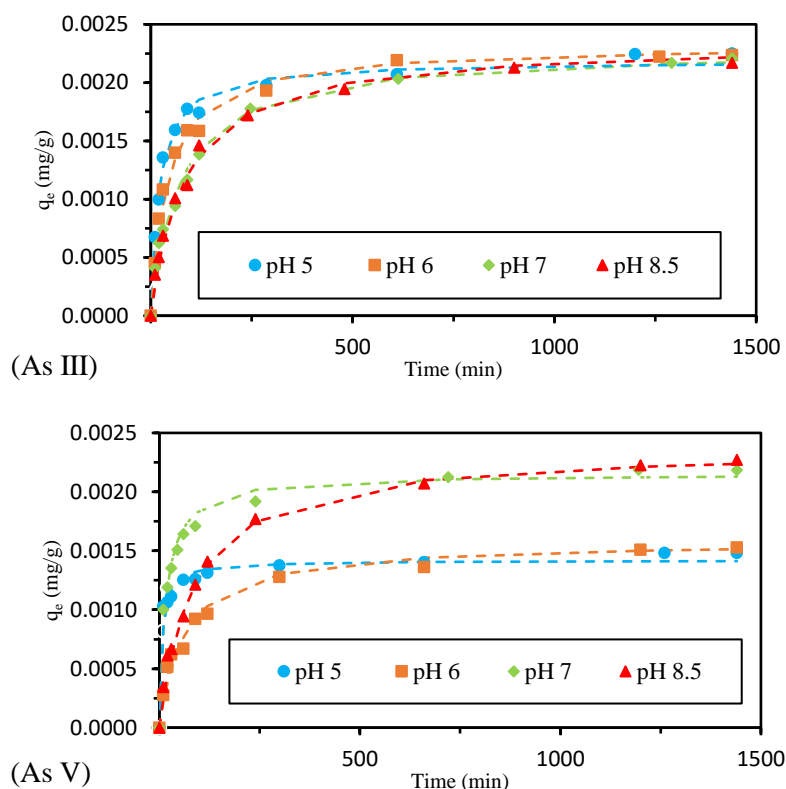 0.0025
0.0020
0.0015
0.0010
0.0005
0.0000
qe (mg/g)
pH 5 pH 6 pH 7 pH 8.5
500 1000 1500
Time (min)
(As III)
0.0025
0.0020
0.0015
0.0010
0.0005
0.0000
qe (mg/g)
pH 5 pH 6 pH 7 pH 8.5
500 1000 1500
Time (min)
(As V)